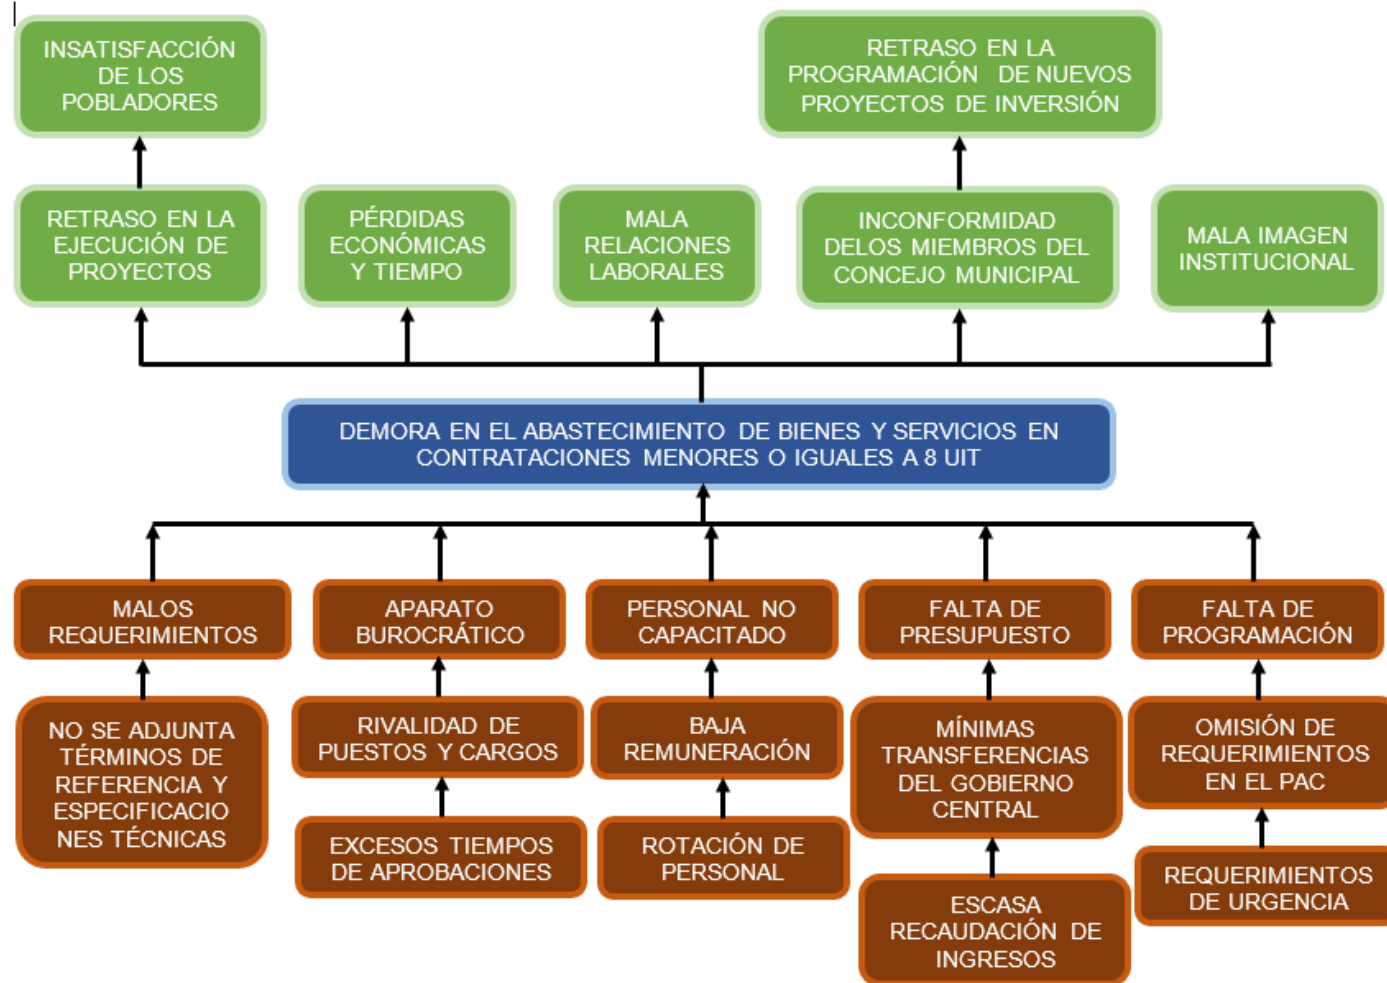 INSATISFACCIÓN
DE LOS
POBLADORES
RETRASO EN LA
PROGRAMACIÓN DE NUEVOS
PROYECTOS DE INVERSIÓN
RETRASO EN LA
EJECUCIÓN DE
PROYECTOS
PÉRDIDAS
ECONÓMICAS
Y TIEMPO
MALA
RELACIONES
LABORALES
INCONFORMIDAD
DELOS MIEMBROS DEL
CONCEJO MUNICIPAL
MALA IMAGEN
INSTITUCIONAL
DEMORA EN EL ABASTECIMIENTO DE BIENES Y SERVICIOS EN
CONTRATACIONES MENORES O IGUALES A 8 UIT
MALOS
REQUERIMIENTOS
APARATO
BUROCRÁTICO
PERSONAL NO
CAPACITADO
FALTA DE
PRESUPUESTO
FALTA DE
PROGRAMACIÓN
NO SE ADJUNTA
TÉRMINOS DE
REFERENCIA Y
ESPECIFICACIO
NES TÉCNICAS
RIVALIDAD DE
PUESTOS Y CARGOS
BAJA
REMUNERACIÓN
MÍNIMAS
TRANSFERENCIAS
DEL GOBIERNO
CENTRAL
OMISIÓN DE
REQUERIMIENTOS
EN EL PAC
EXCESOS TIEMPOS
DE APROBACIONES
ROTACIÓN DE
PERSONAL
ESCASA
RECAUDACIÓN DE
INGRESOS
REQUERIMIENTOS
DE URGENCIA